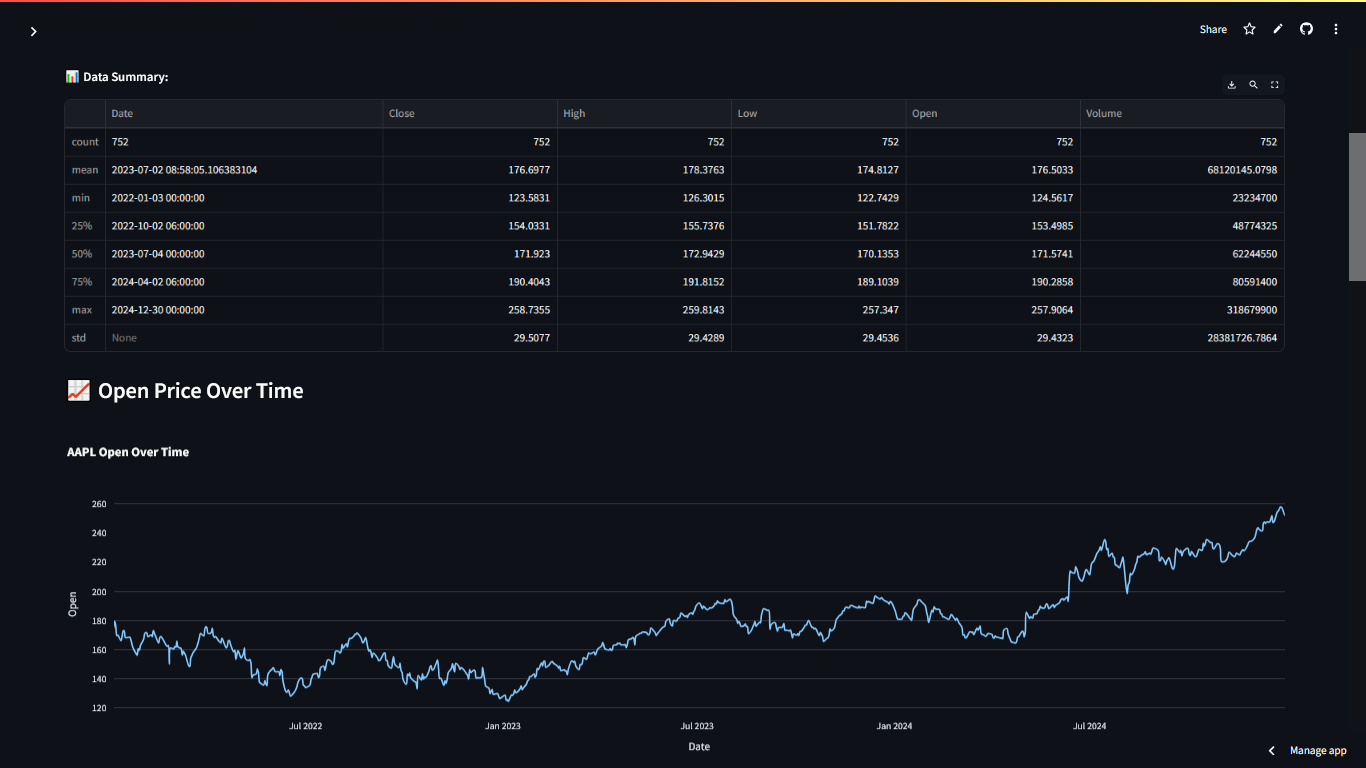 Share
Data Summary:
Date Close High Low Open Volume
count 752 752 752 752 752 752
mean 2023-07-02 08:58:05.106383104 176.6977 178.3763 174.8127 176.5033 68120145.0798
min 2022-01-03 00:00:00 123.5831 126.3015 122.7429 124.5617 23234700
25% 2022-10-02 06:00:00 154.0331 155.7376 151.7822 153.4985 48774325
50% 2023-07-04 00:00:00 171.923 172.9429 170.1353 171.5741 62244550
75% 2024-04-02 06:00:00 190.4043 191.8152 189.1039 190.2858 80591400
max 2024-12-30 00:00:00 258.7355 259.8143 257.347 257.9064 318679900
std None 29.5077 29.4289 29.4536 29.4323 28381726.7864
Open Price Over Time
AAPL Open Over Time
260
240
220
200
180
160
140
120
Open
Jul 2022 Jan 2023 Jul 2023 Jan 2024 Jul 2024
Date
Manage app